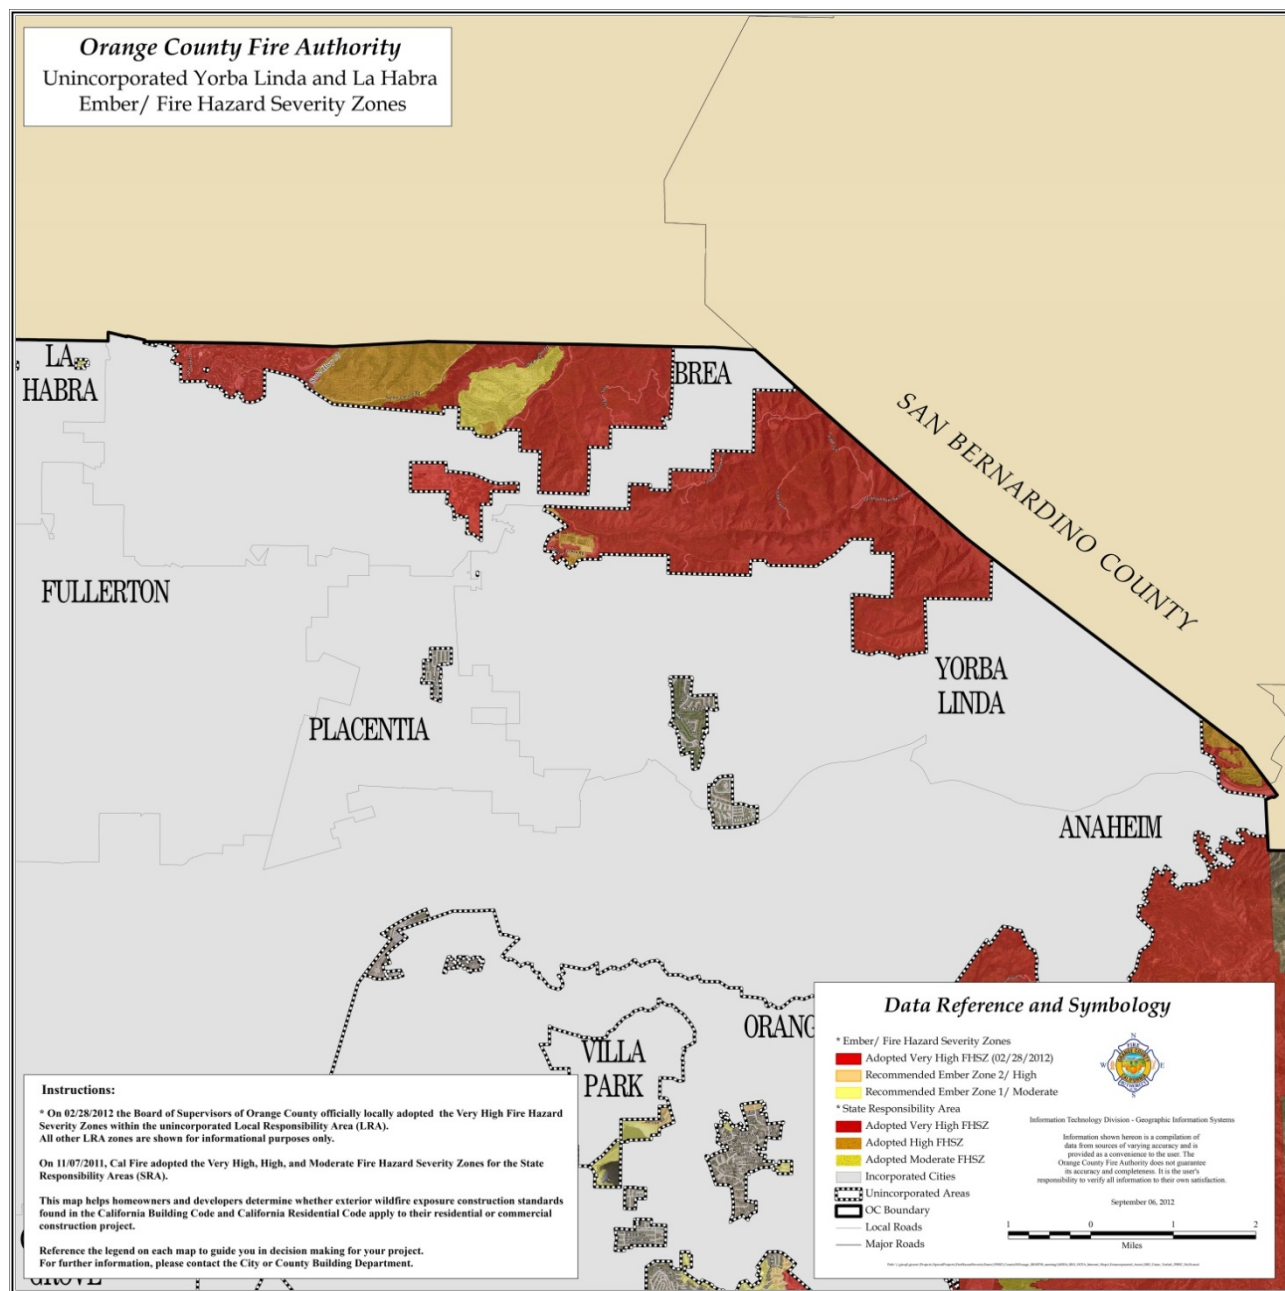 Orange County Fire Authority
Unincorporated Yorba Linda and La Habra
Ember/ Fire Hazard Severity Zones
LA
HABRA
BREA
SAN BERNARDINO COUNTY
FULLERTON
YORBA
LINDA
PLACENTIA
ANAHEIM
ORANG
VILLA
PARK
GROVE
Instructions:
* On 02/28/2012 the Board of Supervisors of Orange County officially locally adopted the Very High Fire Hazard
Severity Zones within the unincorporated Local Responsibility Area (LRA).
All other LRA zones are shown for informational purposes only.
On 11/07/2011, Cal Fire adopted the Very High, High, and Moderate Fire Hazard Severity Zones for the State
Responsibility Areas (SRA).
This map helps homeowners and developers determine whether exterior wildfire exposure construction standards
found in the California Building Code and California Residential Code apply to their residential or commercial
construction project.
Reference the legend on each map to guide you in decision making for your project.
For further information, please contact the City or County Building Department.
Data Reference and Symbology
* Ember/ Fire Hazard Severity Zones
Adopted Very High FHSZ (02/28/2012)
Recommended Ember Zone 2/ High
Recommended Ember Zone 1/ Moderate
* State Responsibility Area
Adopted Very High FHSZ
Adopted High FHSZ
Adopted Moderate FHSZ
Incorporated Cities
Unincorporated Areas
OC Boundary
Local Roads
Major Roads
N
W E
S
Information Technology Division - Geographic Information Systems
Information shown hereon is a compilation of
data from sources of varying accuracy and is
provided as a convenience to the user. The
Orange County Fire Authority does not guarantee
its accuracy and completeness. It is the user's
responsibility to verify all information to their own satisfaction.
September 06, 2012
1 0 1 2
Miles